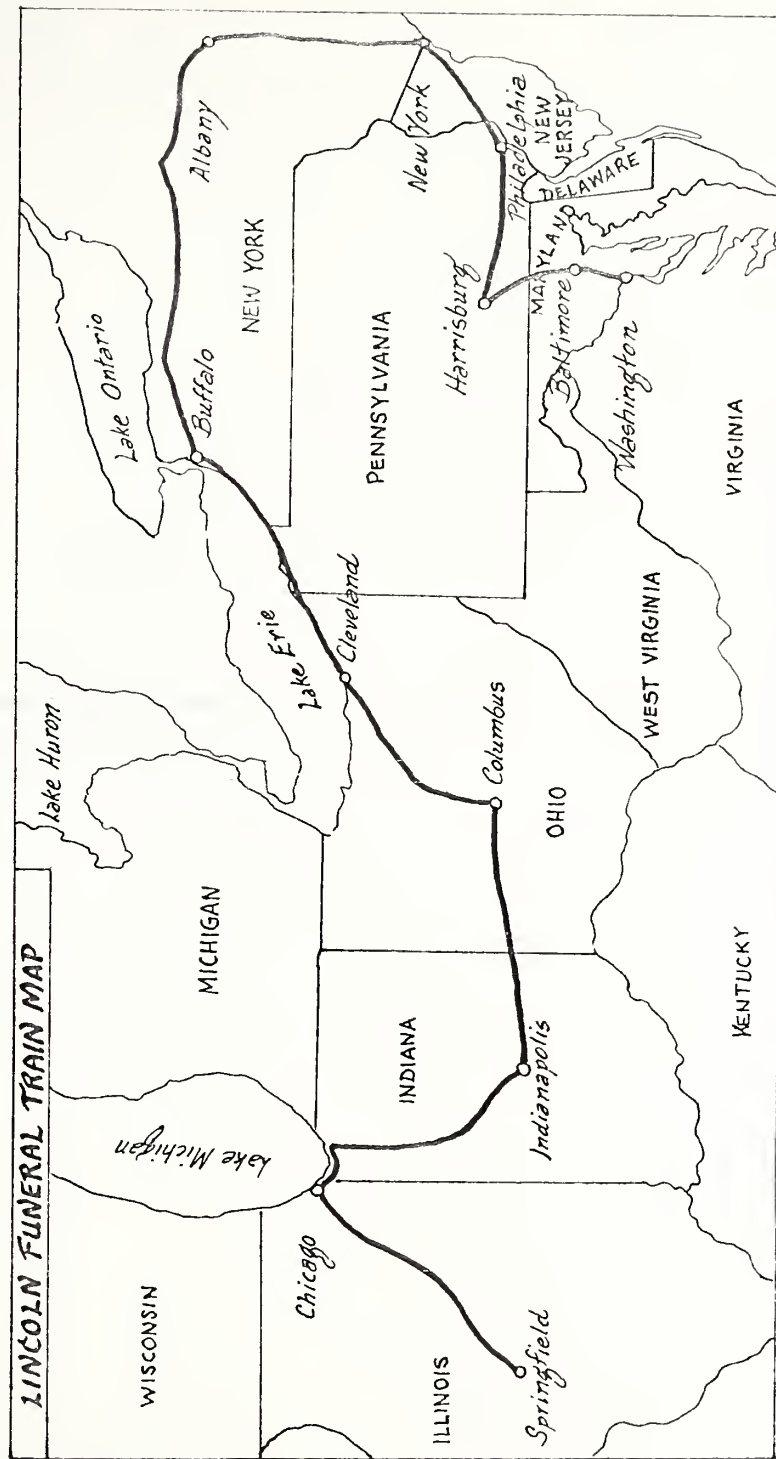 LINCOLN FUNERAL TRAIN MAP
WISCONSIN
Lake Michigan
MICHIGAN
Lake Huron
Lake Ontario
Lake Erie
Buffalo
Albany
NEW YORK
New York
Chicago
Cleveland
PENNSYLVANIA
Harrisburg
Philadelphia
NEW
JERSEY
DELAWARE
MARYLAND
Baltimore
Washington
ILLINOIS
Springfield
INDIANA
Indianapolis
Columbus
OHIO
WEST VIRGINIA
VIRGINIA
KENTUCKY